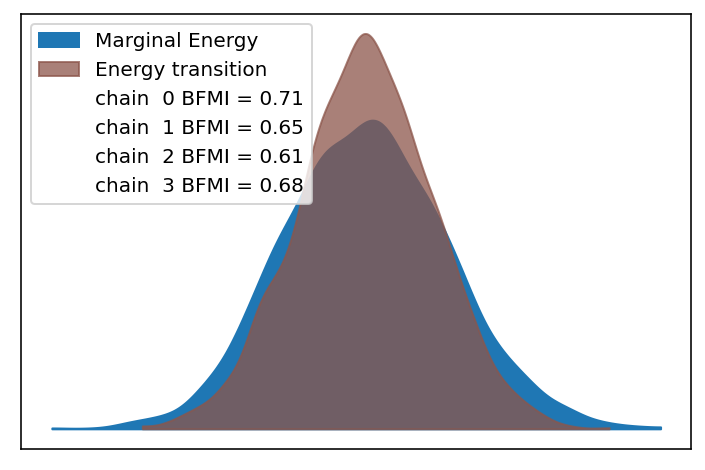 Marginal Energy
Energy transition
chain  0 BFMI = 0.71
chain  1 BFMI = 0.65
chain  2 BFMI = 0.61
chain  3 BFMI = 0.68